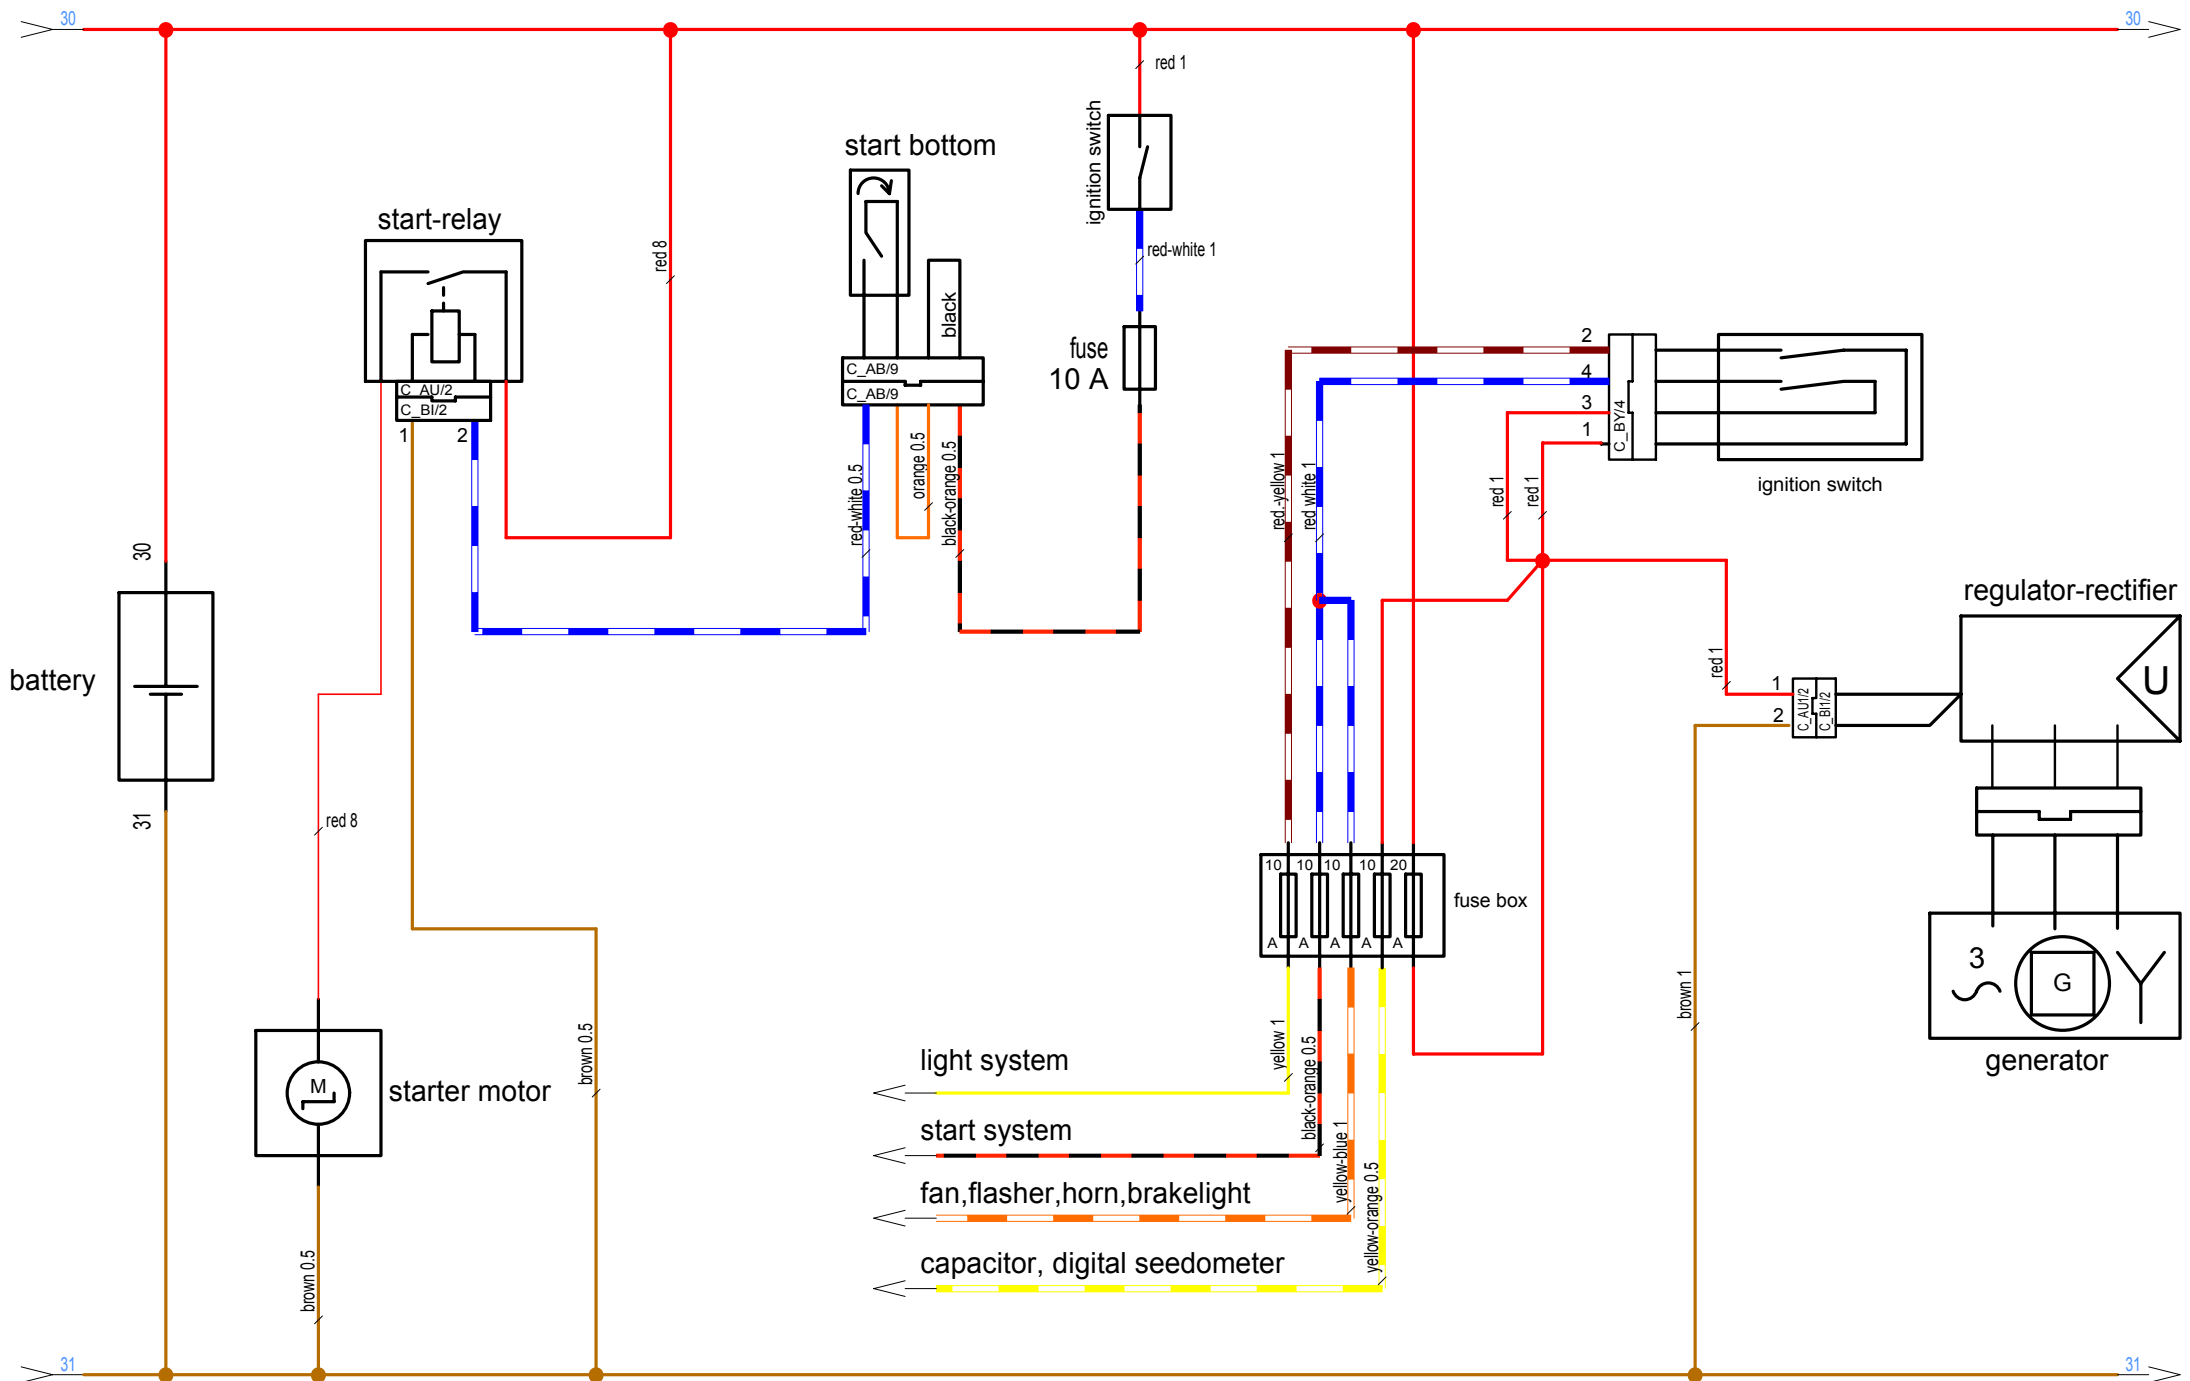 30
30
red 1
ignition switch
start bottom
start-relay
red 8
red-white 1
black
fuse
10 A
C_AB/9
C_AB/9
C_AU/2
C_BI/2
1
2
red-white 0.5
orange 0.5
black-orange 0.5
2
4
3
1
C_BY/4
ignition switch
red.-yellow 1
red white 1
red 1
red 1
30
battery
31
regulator-rectifier
U
red 1
1
2
C_AU1/2
C_BI1/2
red 8
10
10
10
10
20
A
A
A
A
A
fuse box
3
G
generator
M
starter motor
brown 0.5
brown 0.5
brown 1
yellow 1
black-orange 0.5
yellow-blue 1
yellow-orange 0.5
light system
start system
fan,flasher,horn,brakelight
capacitor, digital seedometer
31
31